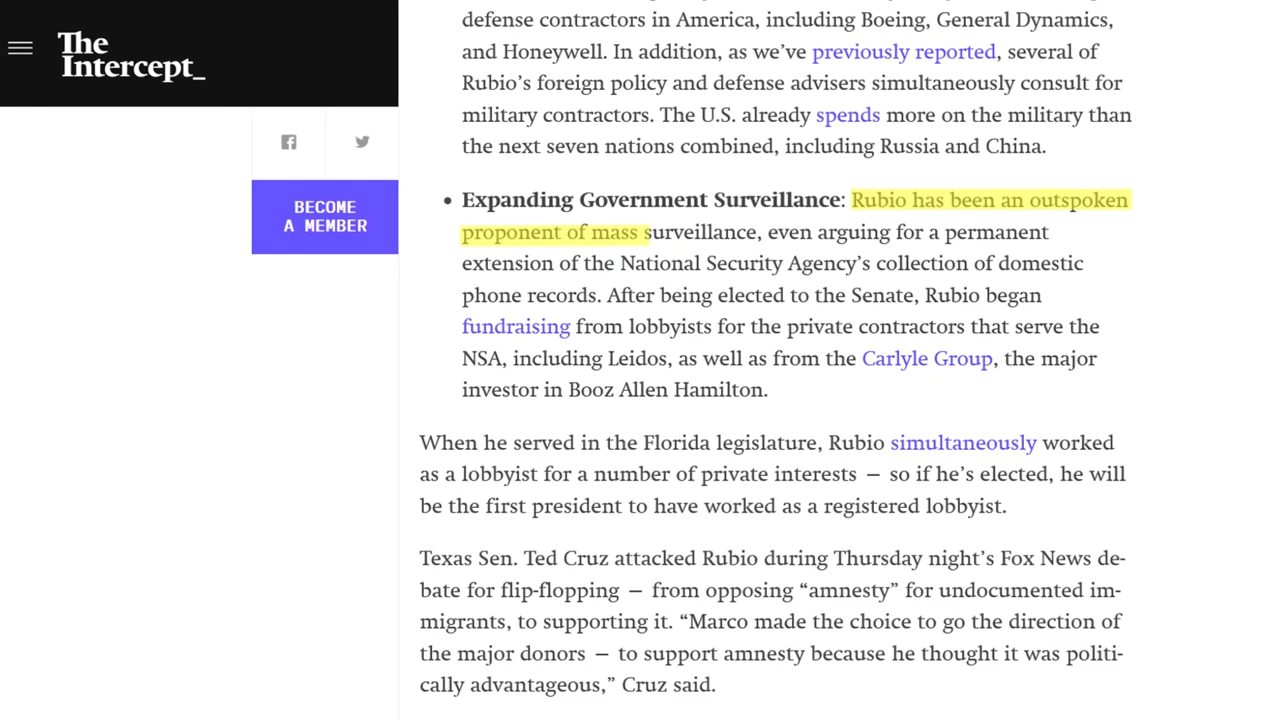 The
Intercept_
BECOME
A MEMBER
defense contractors in America, including Boeing, General Dynamics,
and Honeywell. In addition, as we’ve previously reported, several of
Rubio’s foreign policy and defense advisers simultaneously consult for
military contractors. The U.S. already spends more on the military than
the next seven nations combined, including Russia and China.
• Expanding Government Surveillance: Rubio has been an outspoken
proponent of mass surveillance, even arguing for a permanent
extension of the National Security Agency’s collection of domestic
phone records. After being elected to the Senate, Rubio began
fundraising from lobbyists for the private contractors that serve the
NSA, including Leidos, as well as from the Carlyle Group, the major
investor in Booz Allen Hamilton.
When he served in the Florida legislature, Rubio simultaneously worked
as a lobbyist for a number of private interests — so if he’s elected, he will
be the first president to have worked as a registered lobbyist.
Texas Sen. Ted Cruz attacked Rubio during Thursday night’s Fox News de-
bate for flip-flopping — from opposing “amnesty” for undocumented im-
migrants, to supporting it. “Marco made the choice to go the direction of
the major donors — to support amnesty because he thought it was politi-
cally advantageous,” Cruz said.